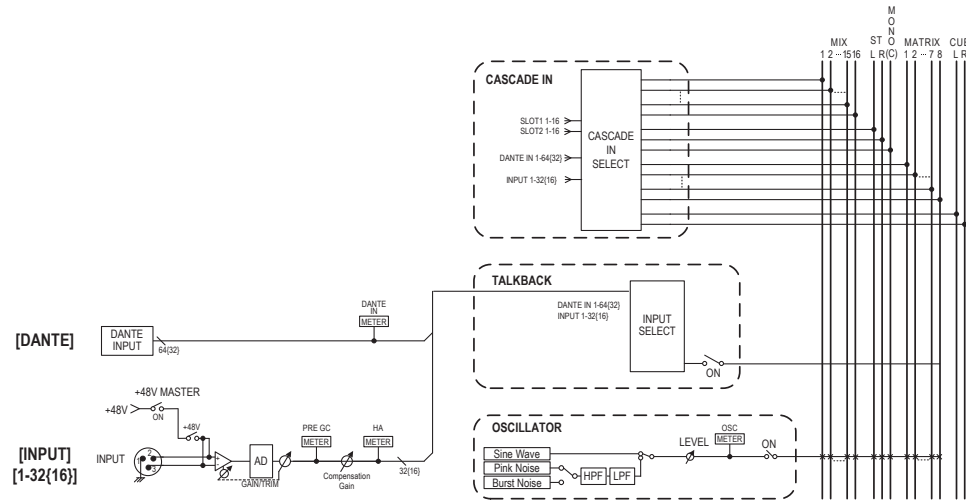 M
O
N
O
MIX ST (C) MATRIX CUE
1 2 ... 15 16 L R 1 2 ... 7 8 L R
CASCADE IN
SLOT1 1-16
SLOT2 1-16
DANTE IN 1-64{32}
INPUT 1-32{16}
CASCADE
IN
SELECT
TALKBACK
DANTE IN 1-64{32}
INPUT 1-32{16}
INPUT
SELECT
ON
[DANTE]
DANTE
INPUT
64{32}
DANTE
IN
METER
+48V MASTER
+48V
ON
+48V
[INPUT]
[1-32{16}]
INPUT
1
2
3
+
-
GAIN/TRIM
AD
PRE GC
METER
Compensation
Gain
HA
METER
32{16}
OSCILLATOR
Sine Wave
Pink Noise
Burst Noise
HPF
LPF
LEVEL
OSC
METER
ON